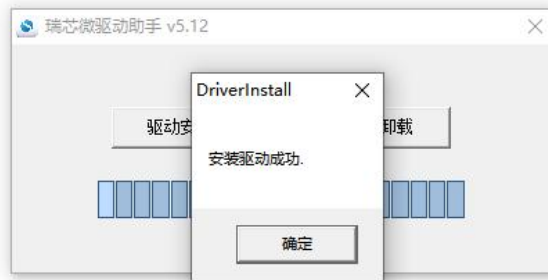 瑞芯微驱动助手 v5.12
DriverInstall
驱动安
卸载
安装驱动成功.
确定